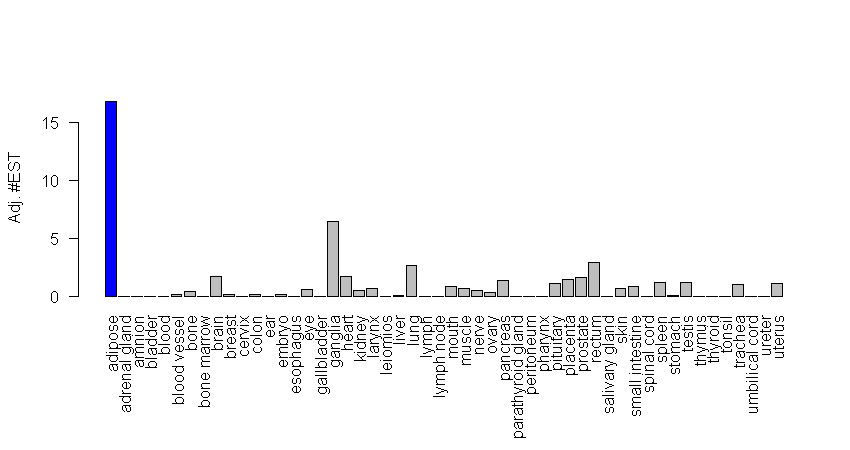 Adj. #EST
15
10
5
0
adipose
adrenal gland
amnion
bladder
blood
blood vessel
bone
bone marrow
brain
breast
cervix
colon
ear
embryo
esophagus
eye
gallbladder
ganglia
heart
kidney
larynx
leiomios
liver
lung
lymph
lymph node
mouth
muscle
nerve
ovary
pancreas
parathyroid gland
peritoneum
pharynx
pituitary
placenta
prostate
rectum
salivary gland
skin
small intestine
spinal cord
spleen
stomach
testis
thymus
thyroid
tonsil
trachea
umbilical cord
ureter
uterus